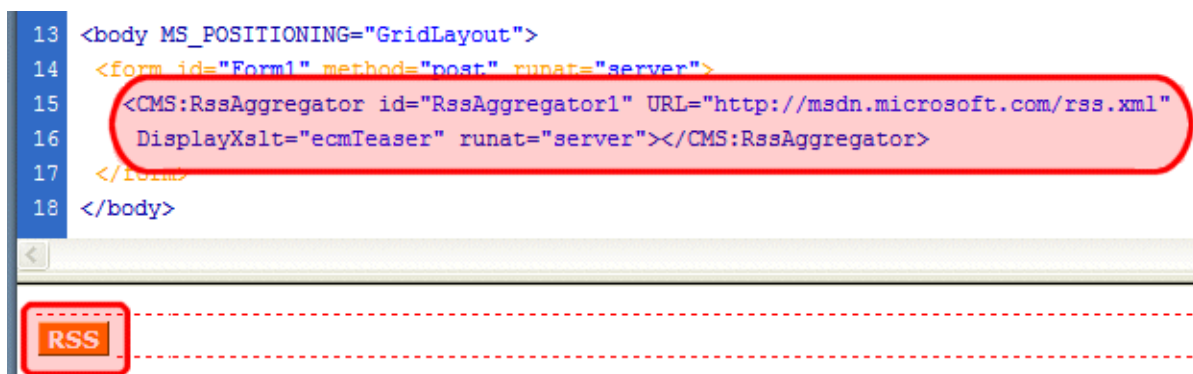 13 <body MS_POSITIONING="GridLayout">
14 <form id="Form1" method="post" runat="server">
15 <CMS:RssAggregator id="RssAggregator1" URL="http://msdn.microsoft.com/rss.xml"
16 DisplayXslt="ecmTeaser" runat="server"></CMS:RssAggregator>
17 </form>
18 </body>
RSS